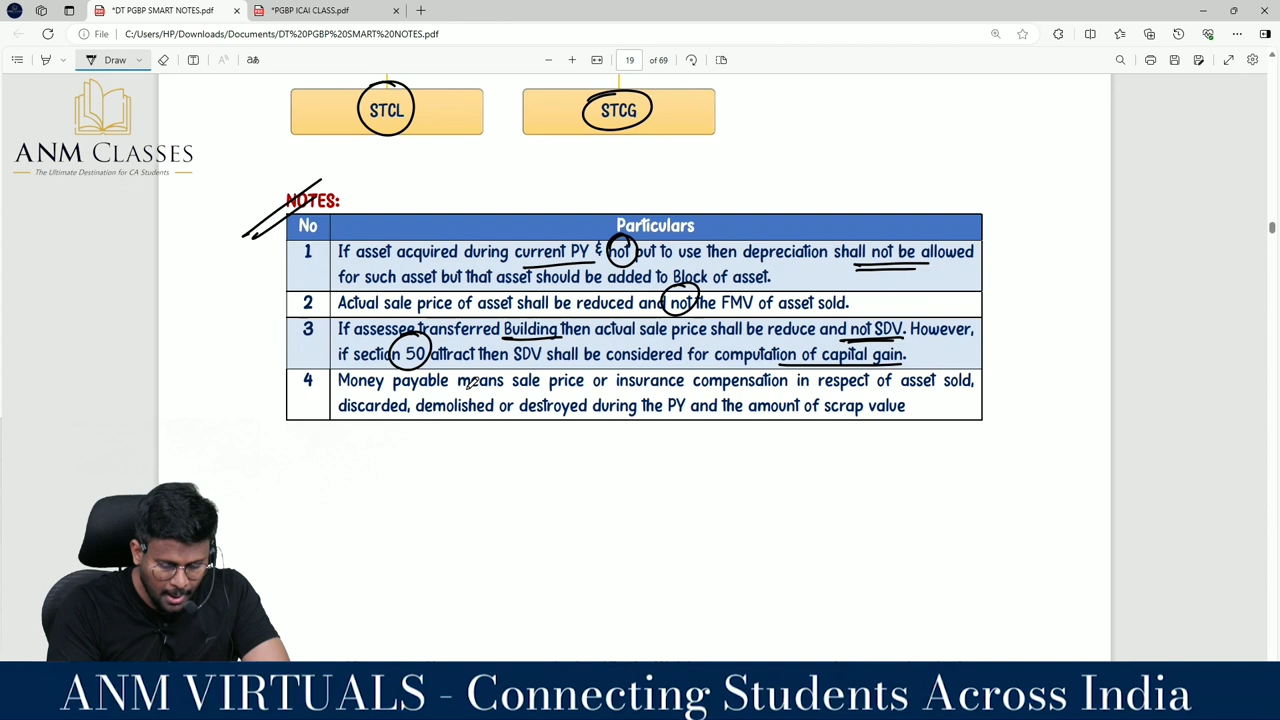 *DT PGBP SMART NOTES.pdf
*PGBP ICAI CLASS.pdf
File
C:/Users/HP/Downloads/Documents/DT%20PGBP%20SMART%20NOTES.pdf
Draw
19 of 69
STCL
STCG
ANM CLASSES
The Ultimate Destination for CA Students
NOTES:
No Particulars
1 If asset acquired during current PY & not put to use then depreciation shall not be allowed
for such asset but that asset should be added to Block of asset.
2 Actual sale price of asset shall be reduced and not the FMV of asset sold.
3 If assessee transferred Building then actual sale price shall be reduce and not SDV. However,
if section 50 attract then SDV shall be considered for computation of capital gain.
4 Money payable means sale price or insurance compensation in respect of asset sold,
discarded, demolished or destroyed during the PY and the amount of scrap value
ANM VIRTUALS - Connecting Students Across India